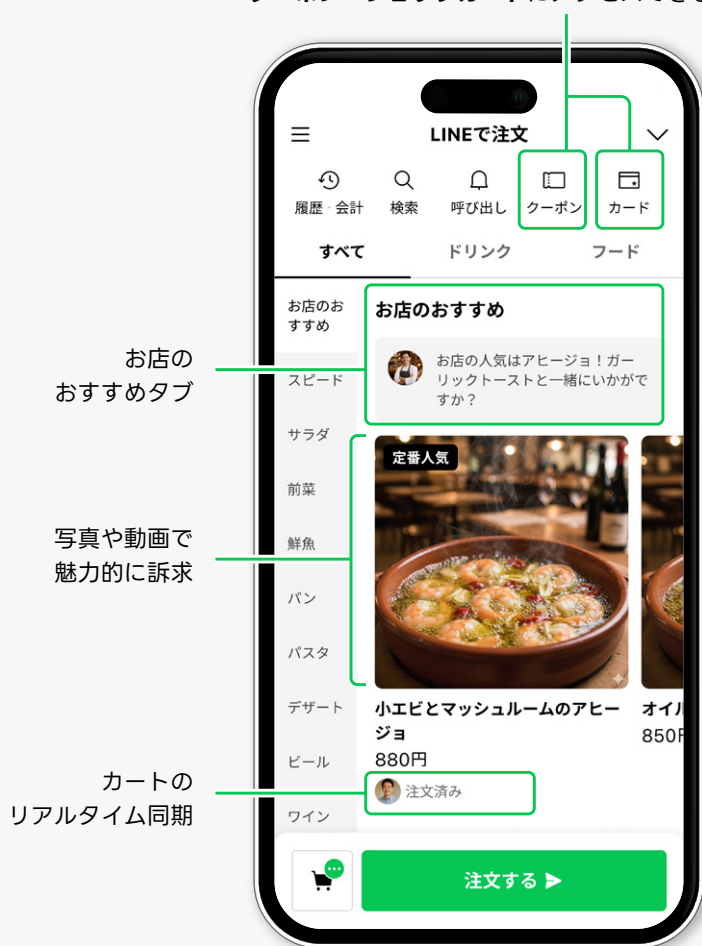 LINEで注文
履歴・会計
検索
呼び出し
クーポン
カード
すべて
ドリンク
フード
お店のお
すすめ
スピード
サラダ
前菜
鮮魚
パン
パスタ
デザート
ビール
ワイン
お店のおすすめ
お店の人気はアヒージョ！ガー
リックトーストと一緒にいかがで
すか？
定番人気
小エビとマッシュルームのアヒー
ジョ
880円
注文済み
オイル
850円
注文する
お店の
おすすめタブ
写真や動画で
魅力的に訴求
カートの
リアルタイム同期